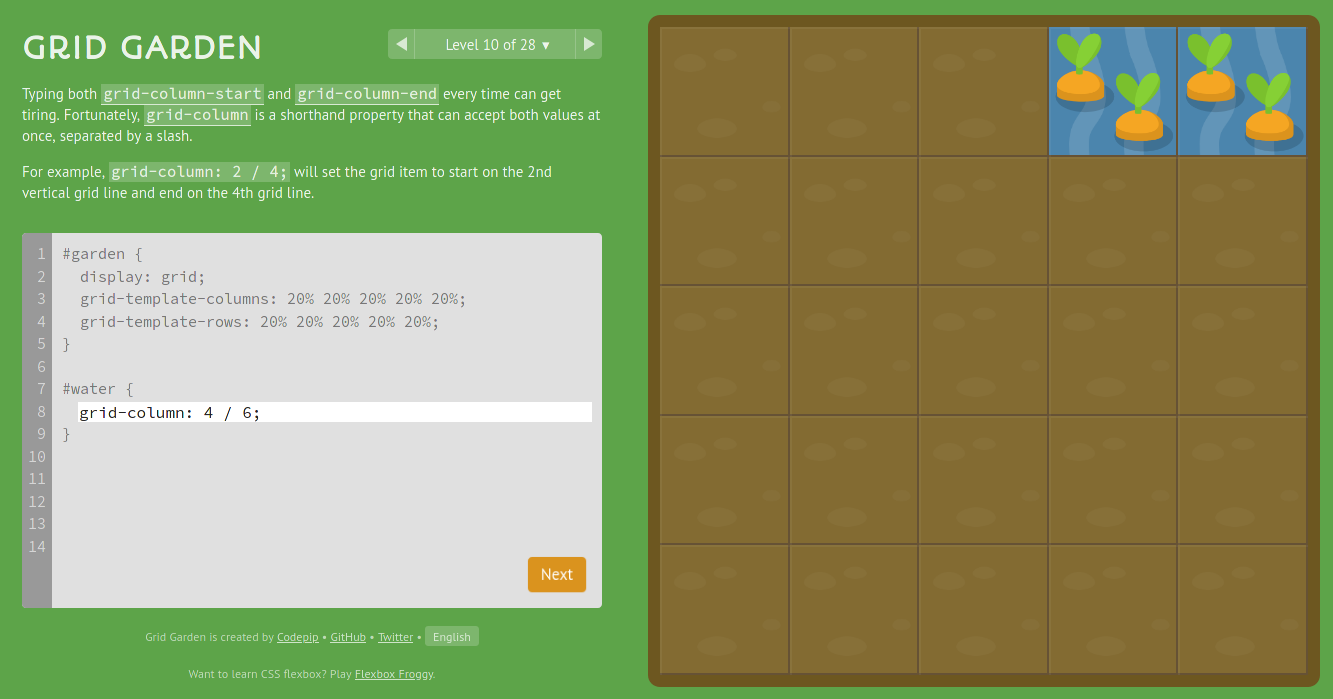 GRID GARDEN
◀ Level 10 of 28 ▾ ▶
Typing both grid-column-start and grid-column-end every time can get
tiring. Fortunately, grid-column is a shorthand property that can accept both values at
once, separated by a slash.
For example, grid-column: 2 / 4; will set the grid item to start on the 2nd
vertical grid line and end on the 4th grid line.
1 #garden {
2 display: grid;
3 grid-template-columns: 20% 20% 20% 20% 20%;
4 grid-template-rows: 20% 20% 20% 20% 20%;
5 }
6
7 #water {
8 grid-column: 4 / 6;
9 }
10
11
12
13
14
Next
Grid Garden is created by Codepip • GitHub • Twitter • English
Want to learn CSS flexbox? Play Flexbox Froggy.